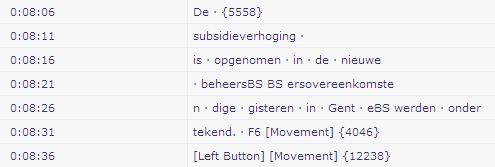 0:08:06 De · {5558}
0:08:11 subsidieverhoging ·
0:08:16 is · opgenomen · in · de · nieuwe
0:08:21 · beheersBS BS ersovereenkomste
0:08:26 n · dige · gisteren · in · Gent · eBS werden · onder
0:08:31 tekend. · F6 [Movement] {4046}
0:08:36 [Left Button] [Movement] {12238}